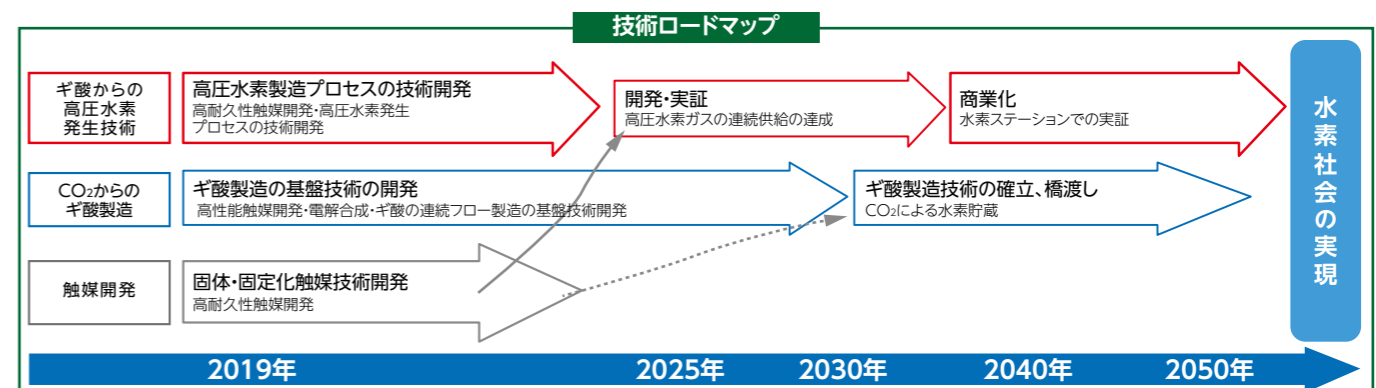 技術ロードマップ
ギ酸からの
高圧水素
発生技術
高圧水素製造プロセスの技術開発
高耐久性触媒開発・高圧水素発生
プロセスの技術開発
開発・実証
高圧水素ガスの連続供給の達成
商業化
水素ステーションでの実証
CO₂からの
ギ酸製造
ギ酸製造の基盤技術の開発
高性能触媒開発・電解合成・ギ酸の連続フロー製造の基盤技術開発
ギ酸製造技術の確立、橋渡し
CO₂による水素貯蔵
触媒開発
固体・固定化触媒技術開発
高耐久性触媒開発
水素社会の実現
2019年
2025年
2030年
2040年
2050年